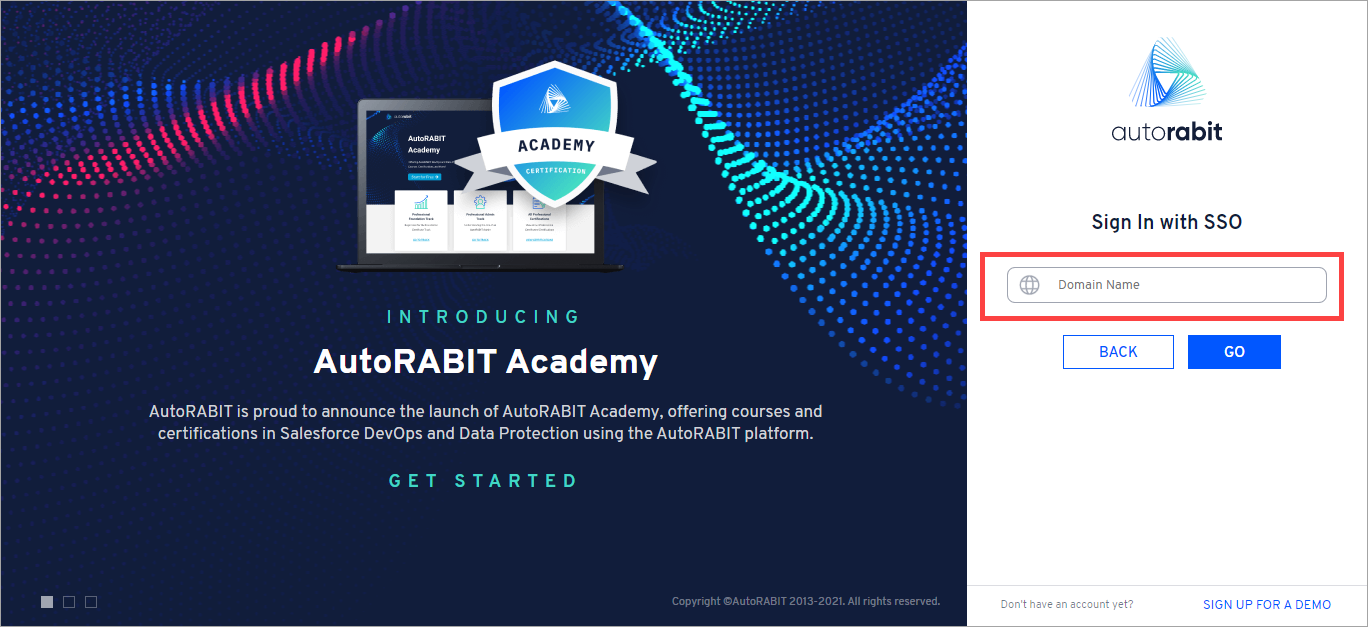 autorabit
AutoRABIT
Academy
ACADEMY
CERTIFICATION
Professional
Foundation Track
Professional Admin
Track
All Professional
Certifications
INTRODUCING
AutoRABIT Academy
AutoRABIT is proud to announce the launch of AutoRABIT Academy, offering courses and
certifications in Salesforce DevOps and Data Protection using the AutoRABIT platform.
GET STARTED
Copyright ©AutoRABIT 2013-2021. All rights reserved.
autorabit
Sign In with SSO
Domain Name
BACK
GO
Don't have an account yet?
SIGN UP FOR A DEMO